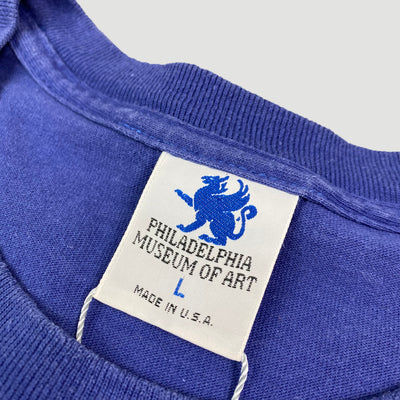 PHILADELPHIA
MUSEUM OF ART
L
MADE IN U.S.A.